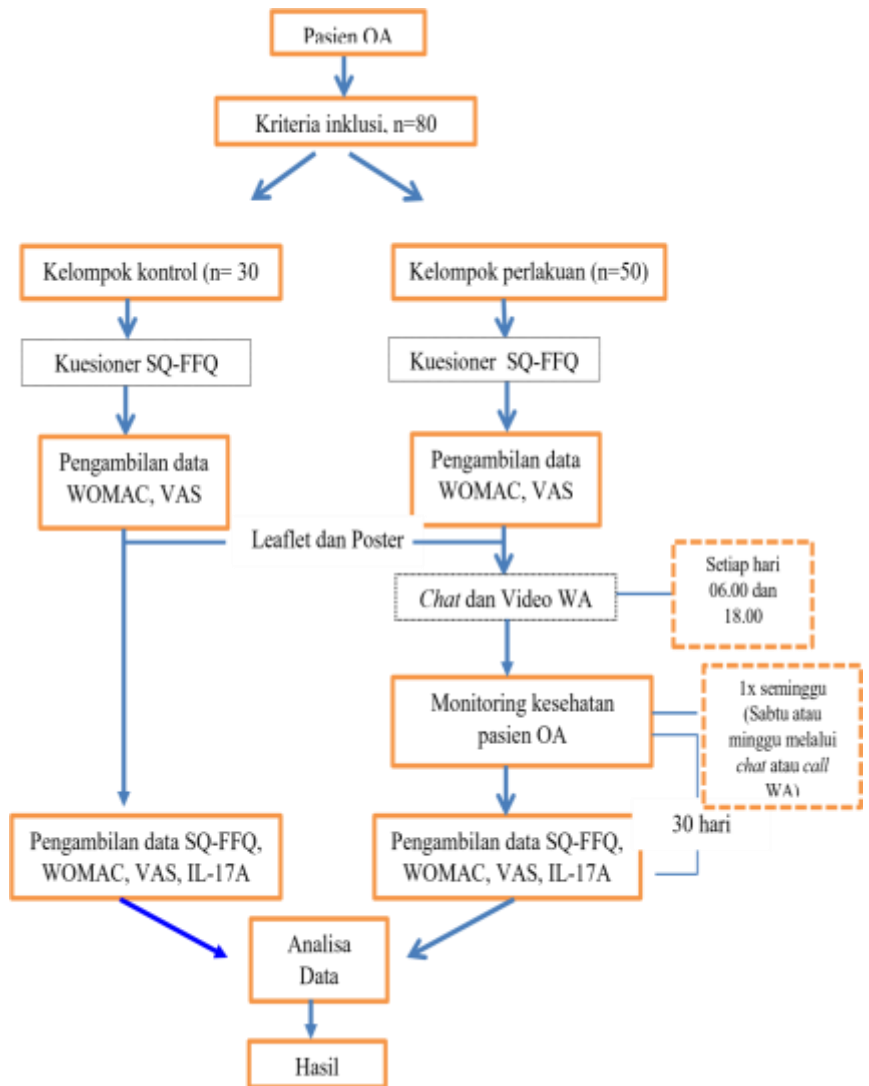 Pasien OA
Kriteria inklusi, n=80
Kelompok kontrol (n= 30
Kelompok perlakuan (n=50)
Kuesioner SQ-FFQ
Kuesioner SQ-FFQ
Pengambilan data
WOMAC, VAS
Pengambilan data
WOMAC, VAS
Leaflet dan Poster
Chat dan Video WA
Setiap hari
06.00 dan
18.00
Monitoring kesehatan
pasien OA
1x seminggu
(Sabtu atau
minggu melalui
chat atau call
WA)
30 hari
Pengambilan data SQ-FFQ,
WOMAC, VAS, IL-17A
Pengambilan data SQ-FFQ,
WOMAC, VAS, IL-17A
Analisa
Data
Hasil